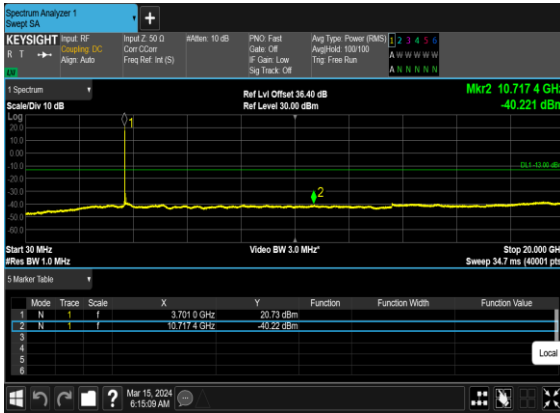 Spectrum Analyzer 1
Swept SA
+
KEYSIGHT Input: RF Input Z: 50 Ω #Atten: 10 dB PNO: Fast Avg Type: Power (RMS) 1 2 3 4 5 6
R T Coupling: DC Corr CCorr Gate: Off Avg|Hold: 100/100 A W W W W W
Align: Auto Freq Ref: Int (S) IF Gain: Low Trig: Free Run
Sig Track: Off A N N N N N
1 Spectrum Ref Lvl Offset 36.40 dB Mkr2 10.717 4 GHz
Scale/Div 10 dB Ref Level 30.00 dBm -40.221 dBm
Log
20.0
10.0
0.00
-10.0
-20.0
-30.0
-40.0
-50.0
-60.0
1
DL1 -13.00 dBm
2
Start 30 MHz Video BW 3.0 MHz* Stop 20.000 GHz
#Res BW 1.0 MHz Sweep 34.7 ms (40001 pts)
5 Marker Table
Mode Trace Scale X Y Function Function Width Function Value
1 N 1 f 3.701 0 GHz 20.73 dBm
2 N 1 f 10.717 4 GHz -40.22 dBm
3
4
5
6
Local
? Mar 15, 2024
6:15:09 AM